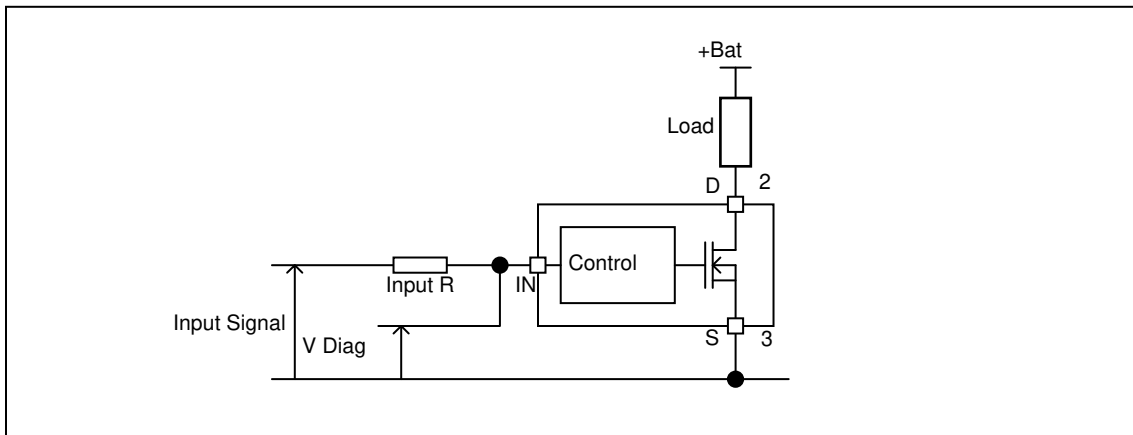 +Bat
Load
D 2
Control
Input R IN
Input Signal
V Diag
S 3